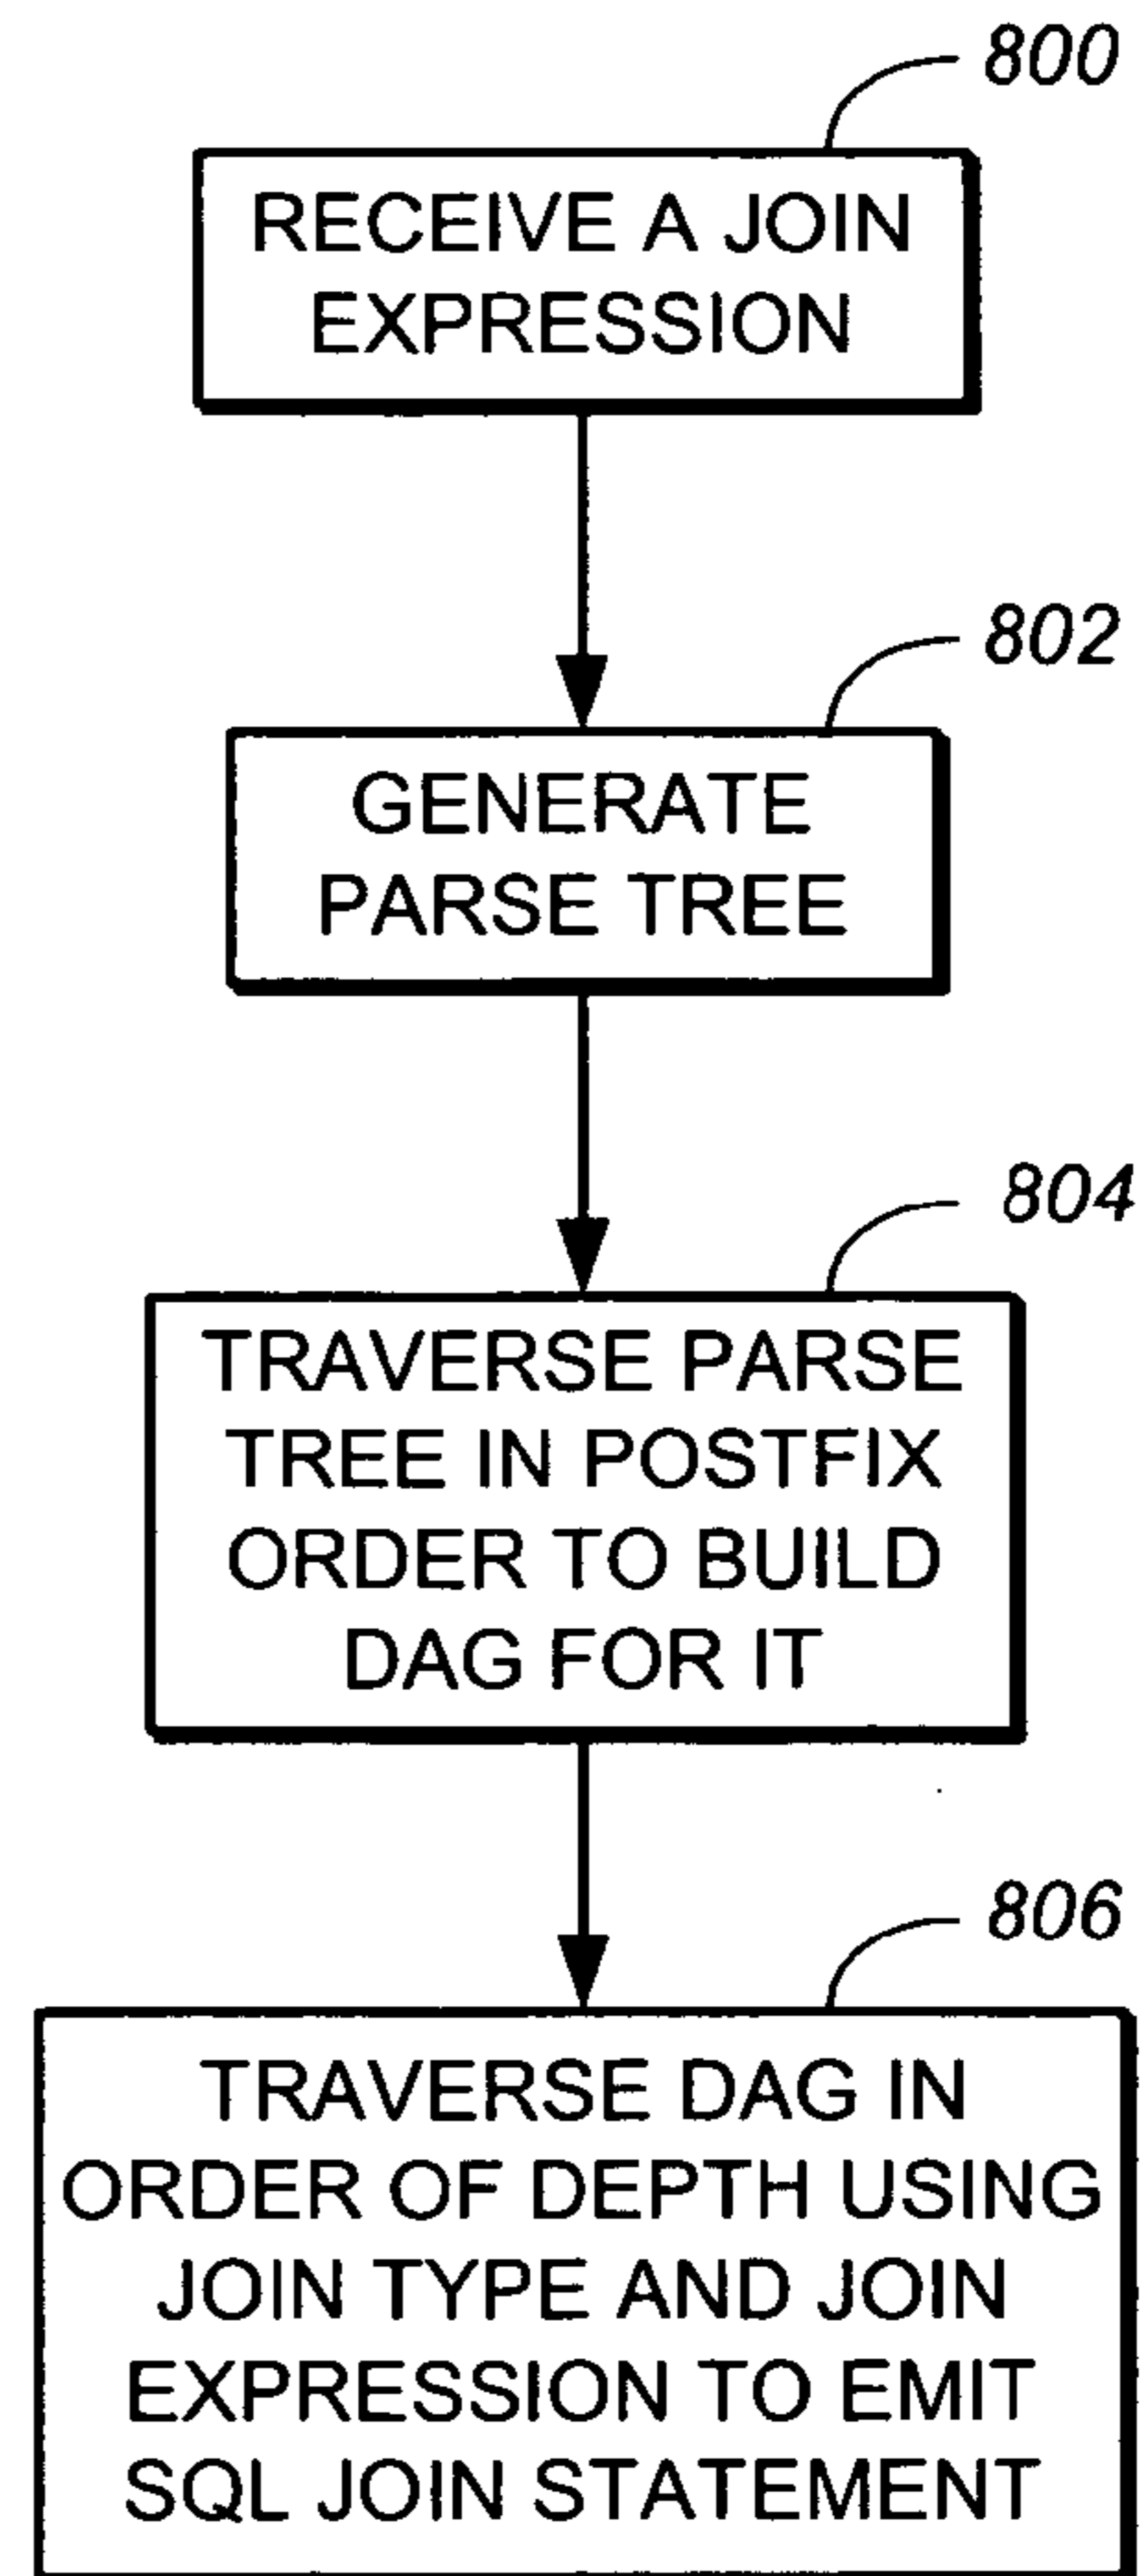 800
RECEIVE A JOIN
EXPRESSION
802
GENERATE
PARSE TREE
804
TRAVERSE PARSE
TREE IN POSTFIX
ORDER TO BUILD
DAG FOR IT
806
TRAVERSE DAG IN
ORDER OF DEPTH USING
JOIN TYPE AND JOIN
EXPRESSION TO EMIT
SQL JOIN STATEMENT